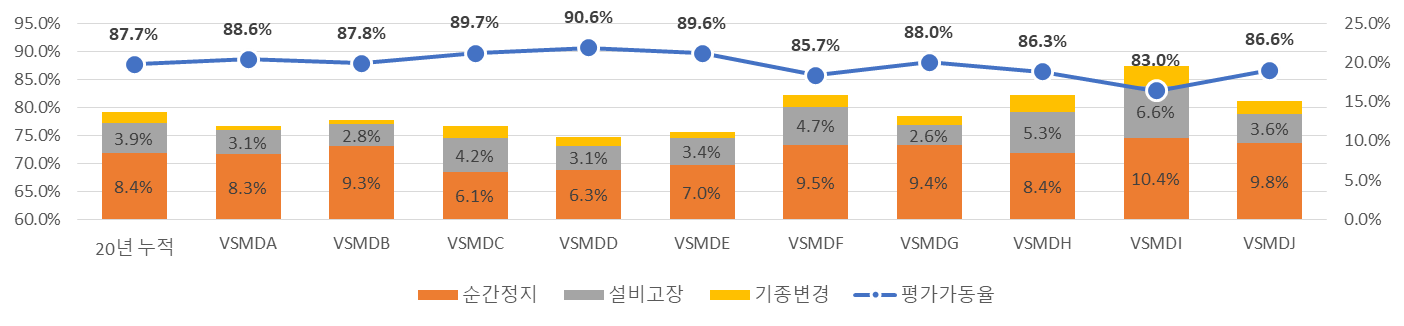 95.0%
90.0%
85.0%
80.0%
75.0%
70.0%
65.0%
60.0%
25.0%
20.0%
15.0%
10.0%
5.0%
0.0%
87.7% 88.6% 87.8% 89.7% 90.6% 89.6% 85.7% 88.0% 86.3% 83.0% 86.6%
3.9% 3.1% 2.8% 4.2% 3.1% 3.4% 4.7% 2.6% 5.3% 6.6% 3.6%
8.4% 8.3% 9.3% 6.1% 6.3% 7.0% 9.5% 9.4% 8.4% 10.4% 9.8%
20년 누적 VSMDA VSMDB VSMDC VSMDD VSMDE VSMDF VSMDG VSMDH VSMDI VSMDJ
순간정지 설비고장 기종변경 평가가동율